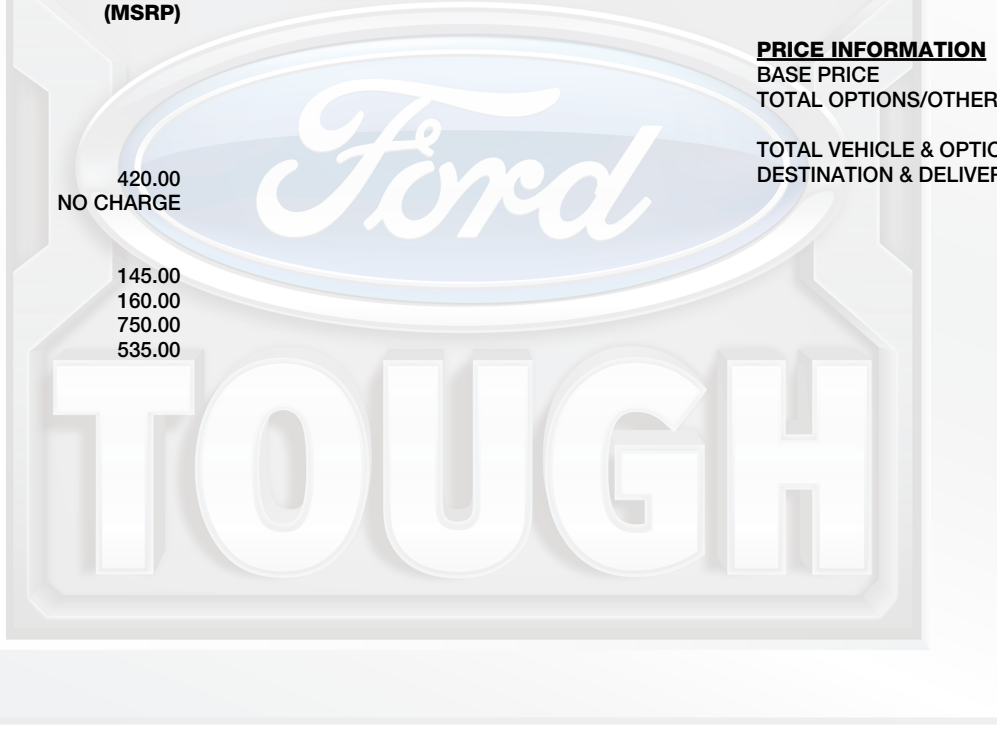 (MSRP)
420.00
NO CHARGE
145.00
160.00
750.00
535.00
PRICE INFORMATION
BASE PRICE
TOTAL OPTIONS/OTHER
TOTAL VEHICLE & OPTIO
DESTINATION & DELIVER
Ford
TOUGH